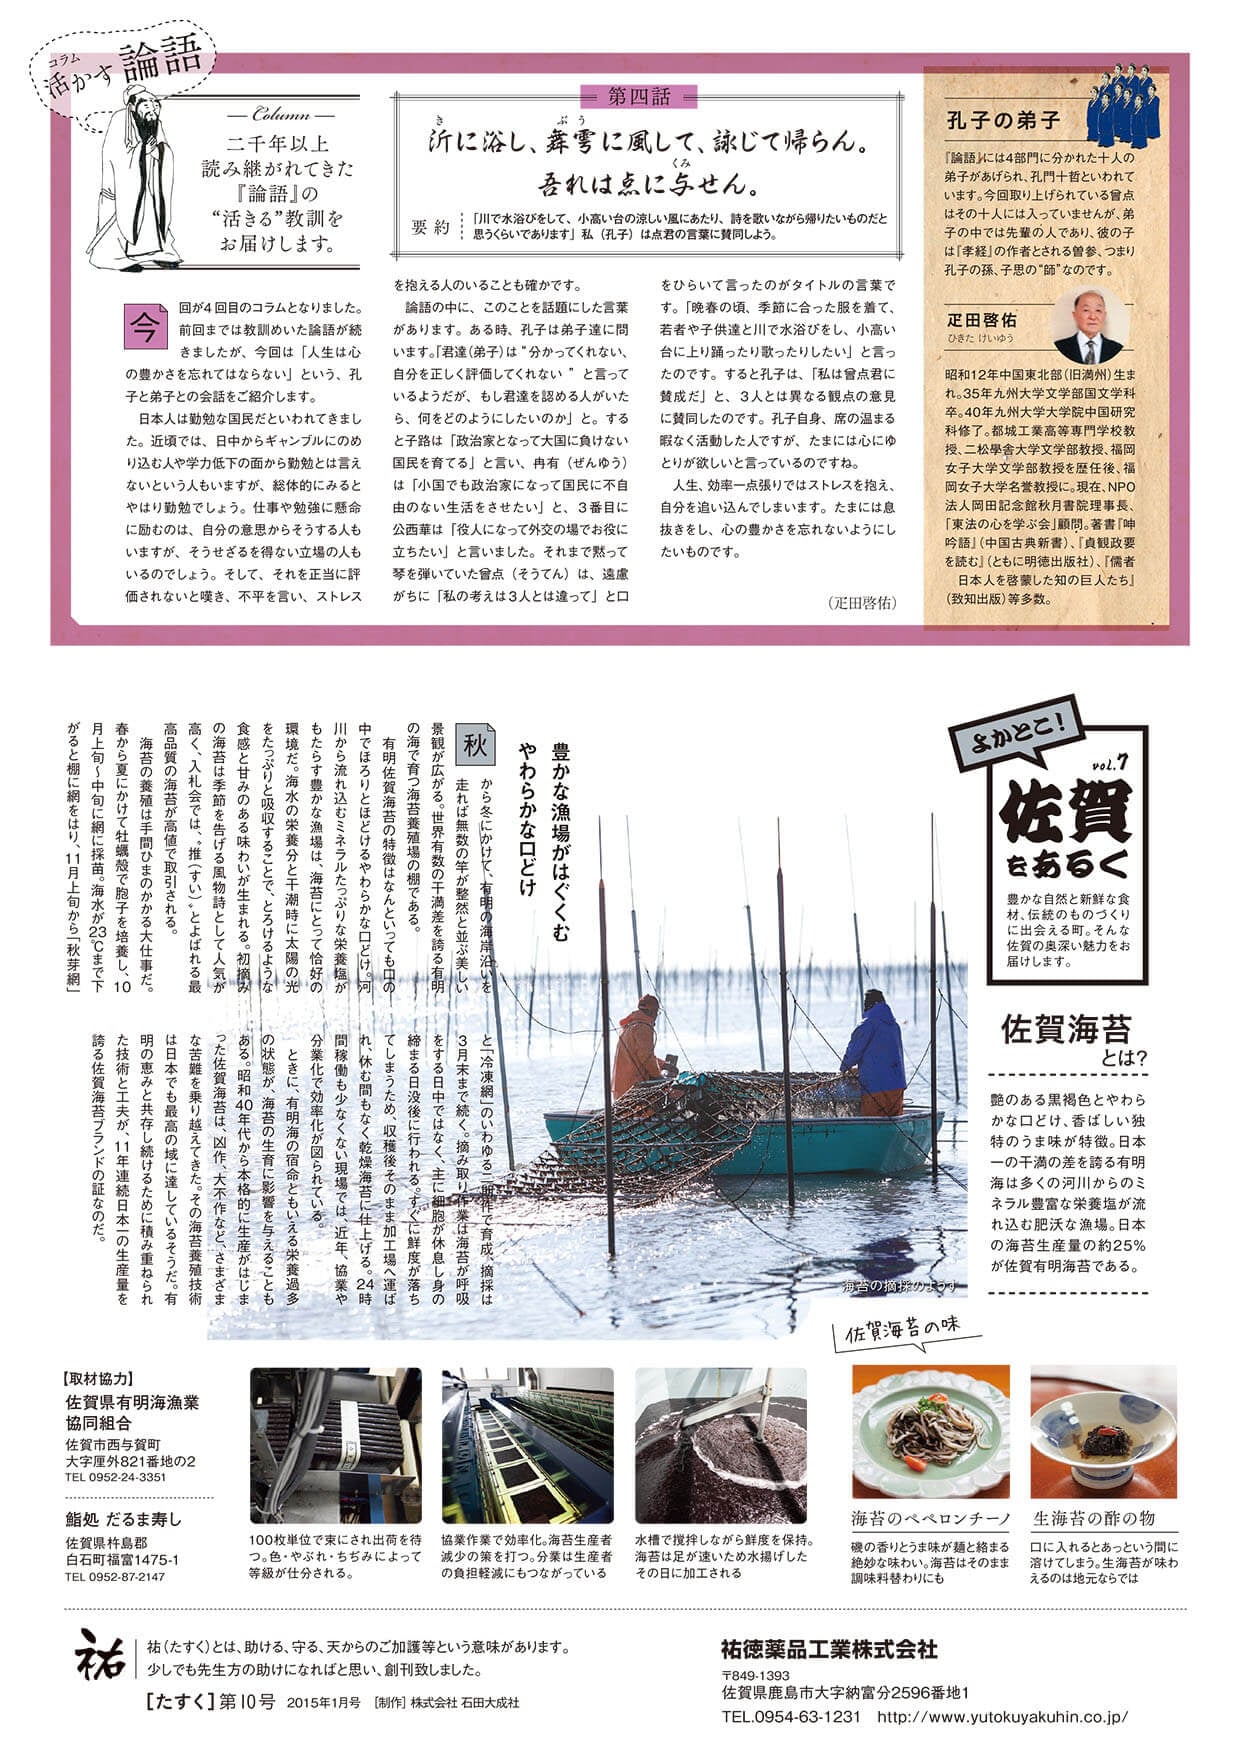 コラム
活かす 論語
Column
二千年以上
読み継がれてきた
『論語』の
“活きる”教訓を
お届けします。
第四話
き ぶう
沂に浴し、舞雩に風して、詠じて帰らん。
くみ
吾れは点に与せん。
要約
「川で水浴びをして、小高い台の涼しい風にあたり、詩を歌いながら帰りたいものだと
思うくらいであります」私（孔子）は点君の言葉に賛同しよう。
今
回が4回目のコラムとなりました。
前回までは教訓めいた論語が続
きましたが、今回は「人生は心
の豊かさを忘れてはならない」という、孔
子と弟子との会話をご紹介します。
日本人は勤勉な国民だといわれてきまし
た。近頃では、日中からギャンブルにのめ
り込む人や学力低下の面から勤勉とは言え
ないという人もいますが、総体的にみると
やはり勤勉でしょう。仕事や勉強に懸命
に励むのは、自分の意思からそうする人も
いますが、そうせざるを得ない立場の人も
いるのでしょう。そして、それを正当に評
価されないと嘆き、不平を言い、ストレス
を抱える人のいることも確かです。
論語の中に、このことを話題にした言葉
があります。ある時、孔子は弟子達に問
います。「君達（弟子）は“分かってくれない、
自分を正しく評価してくれない ”と言って
いるようだが、もし君達を認める人がいた
ら、何をどのようにしたいのか」と。する
と子路は「政治家となって大国に負けない
国民を育てる」と言い、冉有（ぜんゆう）
は「小国でも政治家になって国民に不自
由のない生活をさせたい」と、3番目に
公西華は「役人になって外交の場でお役に
立ちたい」と言いました。それまで黙って
琴を弾いていた曾点（そうてん）は、遠慮
がちに「私の考えは3人とは違って」と口
をひらいて言ったのがタイトルの言葉で
す。「晩春の頃、季節に合った服を着て、
若者や子供達と川で水浴びをし、小高い
台に上り踊ったり歌ったりしたい」と言っ
たのです。すると孔子は、「私は曾点君に
賛成だ」と、3人とは異なる観点の意見
に賛同したのです。孔子自身、席の温まる
暇なく活動した人ですが、たまには心にゆ
とりが欲しいと言っているのですね。
人生、効率一点張りではストレスを抱え、
自分を追い込んでしまいます。たまには息
抜きをし、心の豊かさを忘れないようにし
たいものです。
（疋田啓佑）
孔子の弟子
『論語』には4部門に分かれた十人の
弟子があげられ、孔門十哲といわれて
います。今回取り上げられている曾点
はその十人には入っていませんが、弟
子の中では先輩の人であり、彼の子
は『孝経』の作者とされる曽参、つまり
孔子の孫、子思の“師”なのです。
疋田啓佑
ひきた けいゆう
昭和12年中国東北部（旧満州）生ま
れ。35年九州大学文学部国文学科
卒。40年九州大学大学院中国研究
科修了。都城工業高等専門学校教
授、二松學舎大学文学部教授、福岡
女子大学文学部教授を歴任後、福
岡女子大学名誉教授に。現在、NPO
法人岡田記念館秋月書院理事長、
「東法の心を学ぶ会」顧問。著書『呻
吟語』（中国古典新書）、『貞観政要
を読む』（ともに明徳出版社）、『儒者
日本人を啓蒙した知の巨人たち』
（致知出版）等多数。
よかとこ！
vol.7
佐賀
をあるく
豊かな自然と新鮮な食
材、伝統のものづくり
に出会える町。そんな
佐賀の奥深い魅力をお
届けします。
豊かな漁場がはぐくむ
やわらかな口どけ
秋
から冬にかけて、有明の海岸沿いを
走れば無数の竿が整然と並ぶ美しい
景観が広がる。世界有数の干満差を誇る有明
の海で育つ海苔養殖場の棚である。
有明佐賀海苔の特徴はなんといっても口の
中でほろりとほどけるやわらかな口どけ。河
川から流れ込むミネラルたっぷりな栄養塩が
もたらす豊かな漁場は、海苔にとって恰好の
環境だ。海水の栄養分と干潮時に太陽の光
をたっぷりと吸収することで、とろけるような
食感と甘みのある味わいが生まれる。初摘み
の海苔は季節を告げる風物詩として人気が
高く、入札会では、〝推（すい）〟とよばれる最
高品質の海苔が高値で取引される。
海苔の養殖は手間ひまのかかる大仕事だ。
春から夏にかけて牡蠣殻で胞子を培養し、10
月上旬～中旬に網に採苗。海水が23℃まで下
がると棚に網をはり、11月上旬から「秋芽網」
と「冷凍網」のいわゆる二期作で育成、摘採は
3月末まで続く。摘み取り作業は海苔が呼吸
をする日中ではなく、主に細胞が休息し身の
締まる日没後に行われる。すぐに鮮度が落ち
てしまうため、収穫後そのまま加工場へ運ば
れ、休む間もなく乾燥海苔に仕上げる。24時
間稼働も少なくない現場では、近年、協業や
分業化で効率化が図られている。
ときに、有明海の宿命ともいえる栄養過多
の状態が、海苔の生育に影響を与えることも
ある。昭和40年代から本格的に生産がはじま
った佐賀海苔は、凶作、大不作など、さまざま
な苦難を乗り越えてきた。その海苔養殖技術
は日本でも最高の域に達しているそうだ。有
明の恵みと共存し続けるために積み重ねられ
た技術と工夫が、11年連続日本一の生産量を
誇る佐賀海苔ブランドの証なのだ。
海苔の摘採のようす
佐賀海苔
とは？
艶のある黒褐色とやわら
かな口どけ、香ばしい独
特のうま味が特徴。日本
一の干満の差を誇る有明
海は多くの河川からのミ
ネラル豊富な栄養塩が流
れ込む肥沃な漁場。日本
の海苔生産量の約25%
が佐賀有明海苔である。
【取材協力】
佐賀県有明海漁業
協同組合
佐賀市西与賀町
大字厘外821番地の2
TEL 0952-24-3351
鮨処 だるま寿し
佐賀県杵島郡
白石町福富1475-1
TEL 0952-87-2147
100枚単位で束にされ出荷を待
つ。色・やぶれ・ちぢみによって
等級が仕分される。
協業作業で効率化。海苔生産者
減少の策を打つ。分業は生産者
の負担軽減にもつながっている
水槽で撹拌しながら鮮度を保持。
海苔は足が速いため水揚げした
その日に加工される
佐賀海苔の味
海苔のペペロンチーノ
磯の香りとうま味が麺と絡まる
絶妙な味わい。海苔はそのまま
調味料替わりにも
生海苔の酢の物
口に入れるとあっという間に
溶けてしまう。生海苔が味わ
えるのは地元ならでは
祐
祐（たすく）とは、助ける、守る、天からのご加護等という意味があります。
少しでも先生方の助けになればと思い、創刊致しました。
［たすく］第10号 2015年1月号 ［制作］株式会社 石田大成社
祐徳薬品工業株式会社
〒849-1393
佐賀県鹿島市大字納富分2596番地1
TEL.0954-63-1231 http://www.yutokuyakuhin.co.jp/